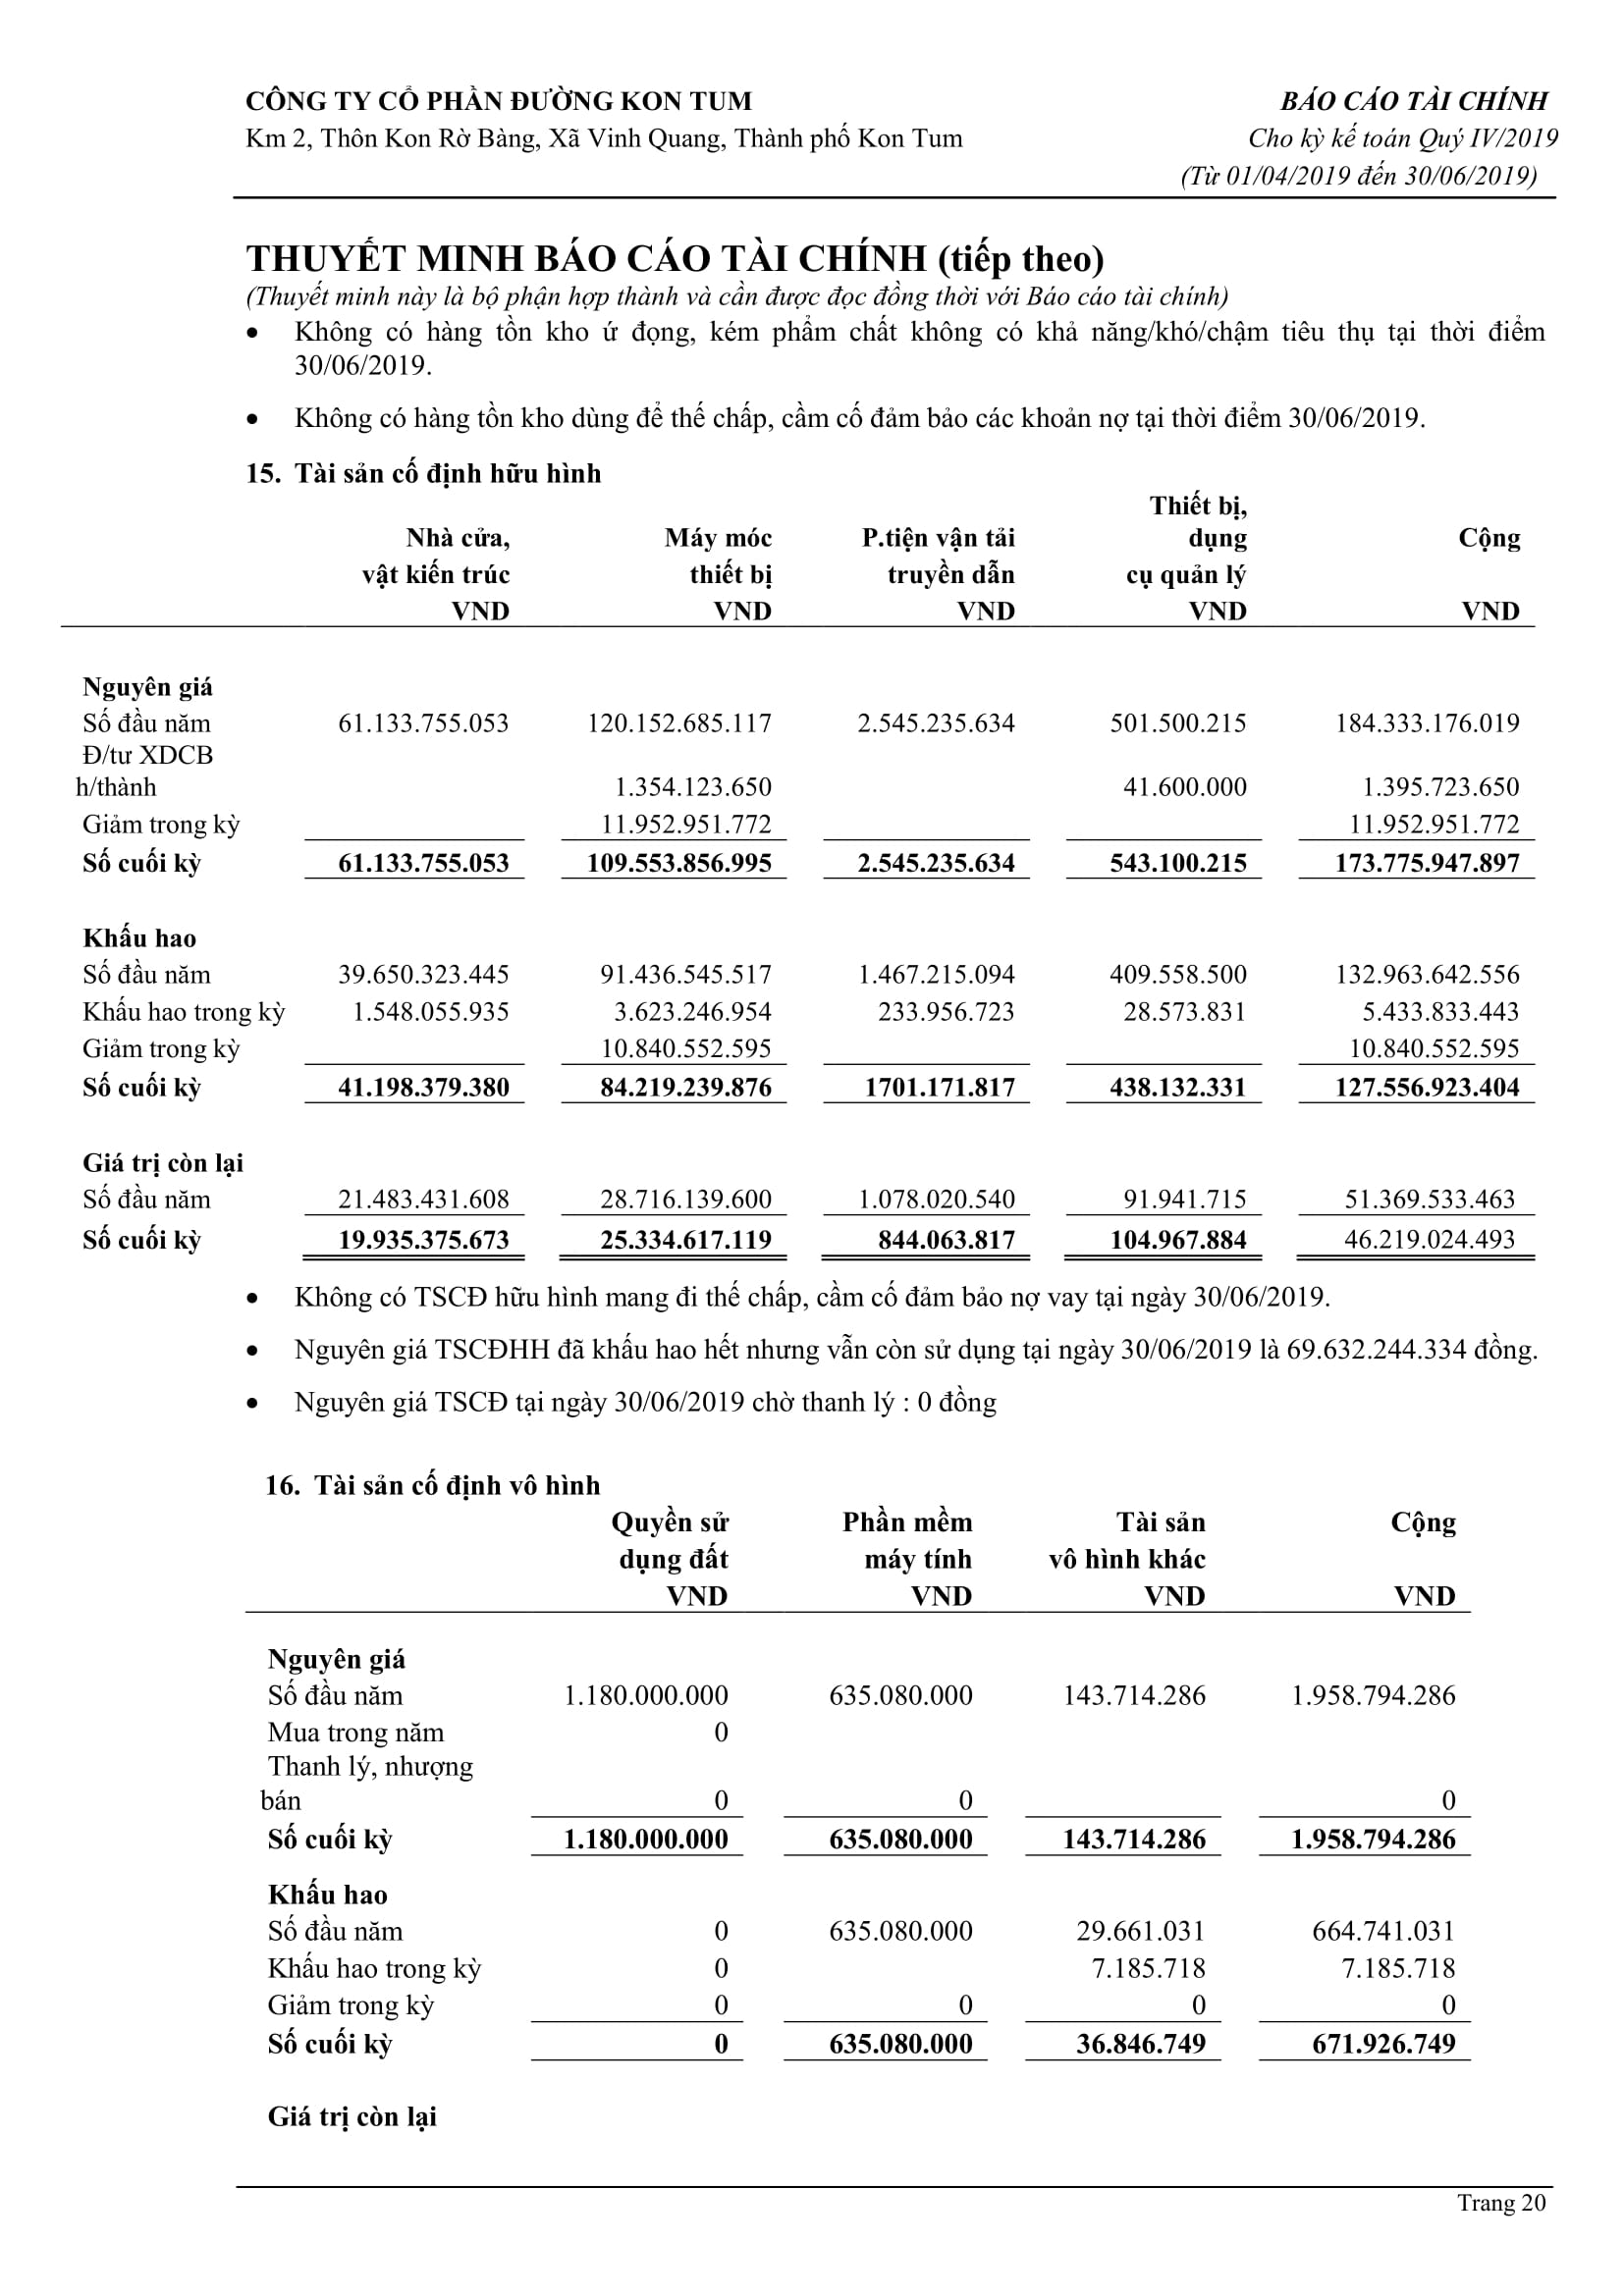 CÔNG TY CỔ PHẦN ĐƯỜNG KON TUM BÁO CÁO TÀI CHÍNH
Km 2, Thôn Kon Rờ Bàng, Xã Vinh Quang, Thành phố Kon Tum Cho kỳ kế toán Quý IV/2019
(Từ 01/04/2019 đến 30/06/2019)
THUYẾT MINH BÁO CÁO TÀI CHÍNH (tiếp theo)
(Thuyết minh này là bộ phận hợp thành và cần được đọc đồng thời với Báo cáo tài chính)
• Không có hàng tồn kho ứ đọng, kém phẩm chất không có khả năng/khó/chậm tiêu thụ tại thời điểm
30/06/2019.
• Không có hàng tồn kho dùng để thế chấp, cầm cố đảm bảo các khoản nợ tại thời điểm 30/06/2019.
15. Tài sản cố định hữu hình
Thiết bị,
Nhà cửa, Máy móc P.tiện vận tải dụng Cộng
vật kiến trúc thiết bị truyền dẫn cụ quản lý
VND VND VND VND VND
Nguyên giá
Số đầu năm 61.133.755.053 120.152.685.117 2.545.235.634 501.500.215 184.333.176.019
Đ/tư XDCB
h/thành 1.354.123.650 41.600.000 1.395.723.650
Giảm trong kỳ 11.952.951.772 11.952.951.772
Số cuối kỳ 61.133.755.053 109.553.856.995 2.545.235.634 543.100.215 173.775.947.897
Khấu hao
Số đầu năm 39.650.323.445 91.436.545.517 1.467.215.094 409.558.500 132.963.642.556
Khấu hao trong kỳ 1.548.055.935 3.623.246.954 233.956.723 28.573.831 5.433.833.443
Giảm trong kỳ 10.840.552.595 10.840.552.595
Số cuối kỳ 41.198.379.380 84.219.239.876 1701.171.817 438.132.331 127.556.923.404
Giá trị còn lại
Số đầu năm 21.483.431.608 28.716.139.600 1.078.020.540 91.941.715 51.369.533.463
Số cuối kỳ 19.935.375.673 25.334.617.119 844.063.817 104.967.884 46.219.024.493
• Không có TSCĐ hữu hình mang đi thế chấp, cầm cố đảm bảo nợ vay tại ngày 30/06/2019.
• Nguyên giá TSCĐHH đã khấu hao hết nhưng vẫn còn sử dụng tại ngày 30/06/2019 là 69.632.244.334 đồng.
• Nguyên giá TSCĐ tại ngày 30/06/2019 chờ thanh lý : 0 đồng
16. Tài sản cố định vô hình
Quyền sử Phần mềm Tài sản Cộng
dụng đất máy tính vô hình khác
VND VND VND VND
Nguyên giá
Số đầu năm 1.180.000.000 635.080.000 143.714.286 1.958.794.286
Mua trong năm 0
Thanh lý, nhượng
bán 0 0 0
Số cuối kỳ 1.180.000.000 635.080.000 143.714.286 1.958.794.286
Khấu hao
Số đầu năm 0 635.080.000 29.661.031 664.741.031
Khấu hao trong kỳ 0 7.185.718 7.185.718
Giảm trong kỳ 0 0 0 0
Số cuối kỳ 0 635.080.000 36.846.749 671.926.749
Giá trị còn lại
Trang 20